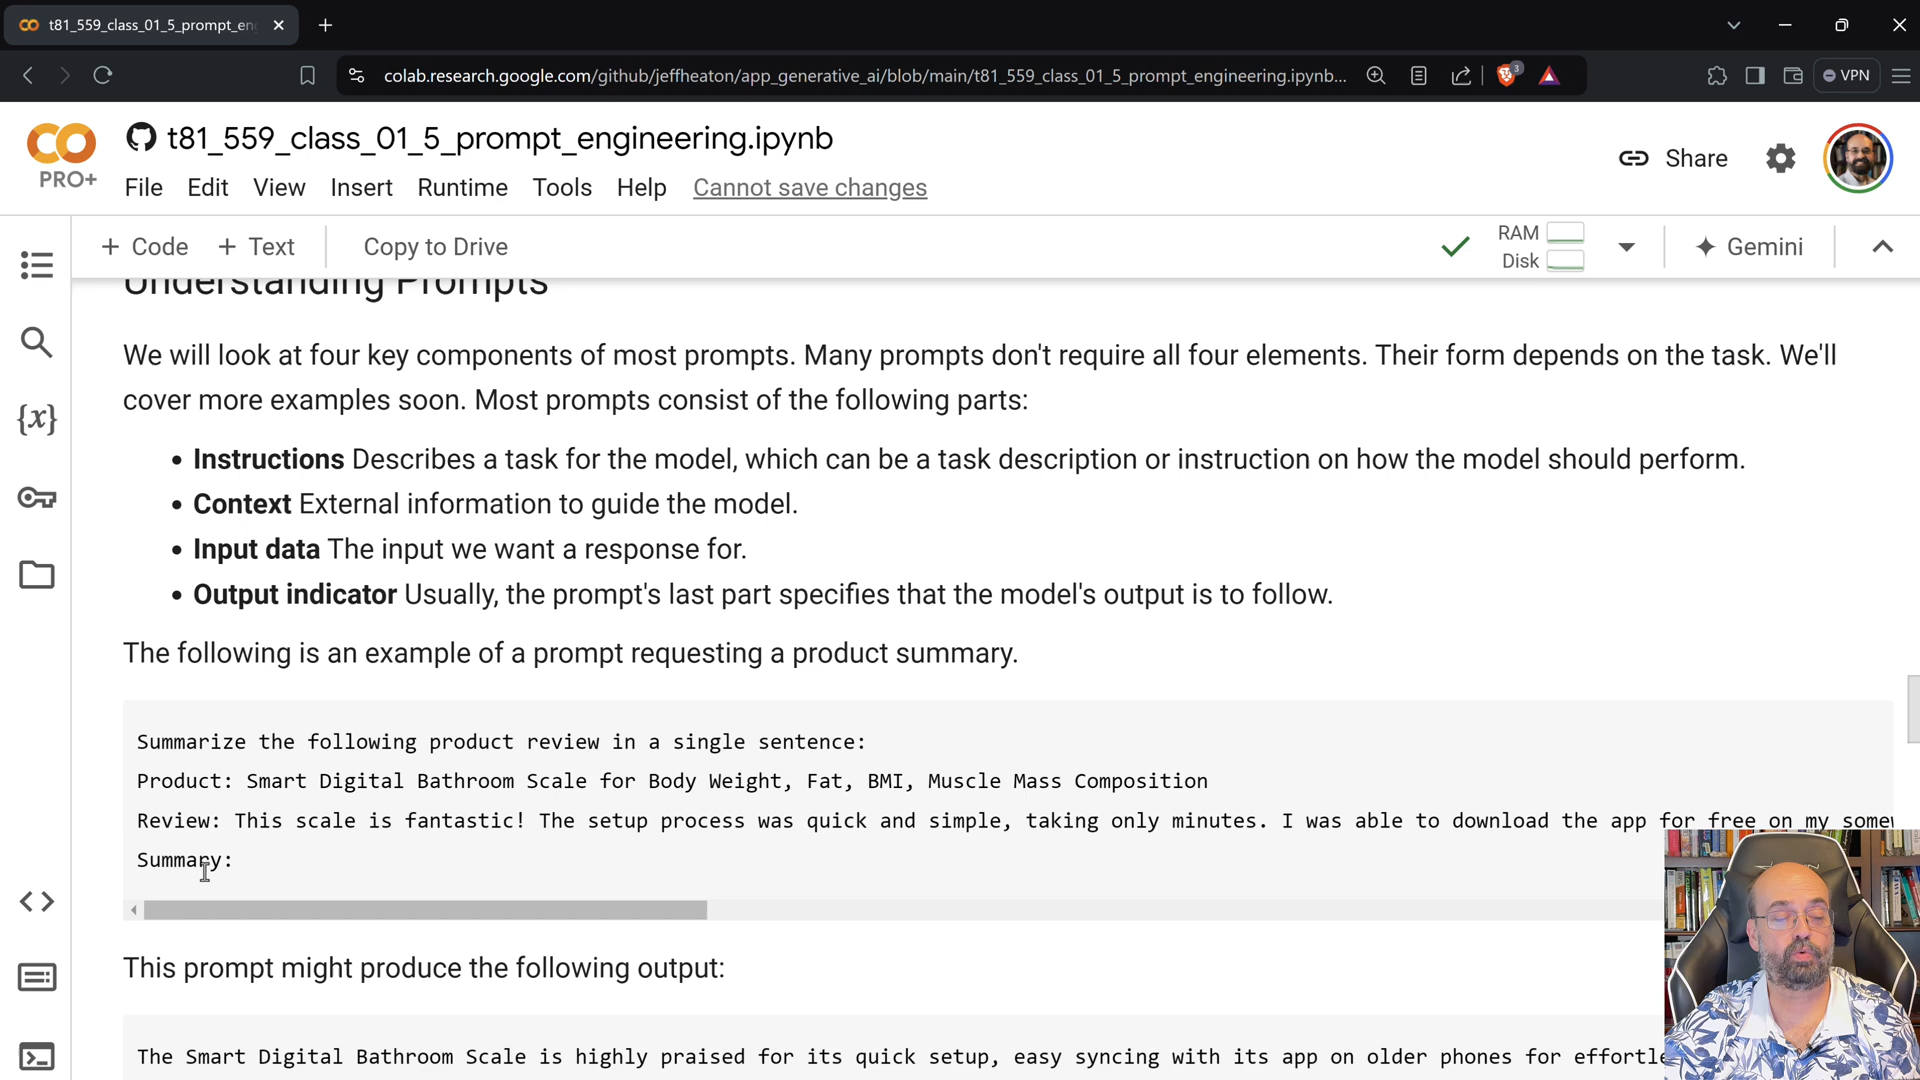 t81_559_class_01_5_prompt_en
colab.research.google.com/github/jeffheaton/app_generative_ai/blob/main/t81_559_class_01_5_prompt_engineering.ipynb...
3
VPN
PRO+
t81_559_class_01_5_prompt_engineering.ipynb
File Edit View Insert Runtime Tools Help Cannot save changes
Share
+ Code + Text Copy to Drive
RAM
Disk
Gemini
Understanding Prompts
We will look at four key components of most prompts. Many prompts don't require all four elements. Their form depends on the task. We'll
cover more examples soon. Most prompts consist of the following parts:
• Instructions Describes a task for the model, which can be a task description or instruction on how the model should perform.
• Context External information to guide the model.
• Input data The input we want a response for.
• Output indicator Usually, the prompt's last part specifies that the model's output is to follow.
The following is an example of a prompt requesting a product summary.
Summarize the following product review in a single sentence:
Product: Smart Digital Bathroom Scale for Body Weight, Fat, BMI, Muscle Mass Composition
Review: This scale is fantastic! The setup process was quick and simple, taking only minutes. I was able to download the app for free on my
Summary:
This prompt might produce the following output:
The Smart Digital Bathroom Scale is highly praised for its quick setup, easy syncing with its app on older phones for